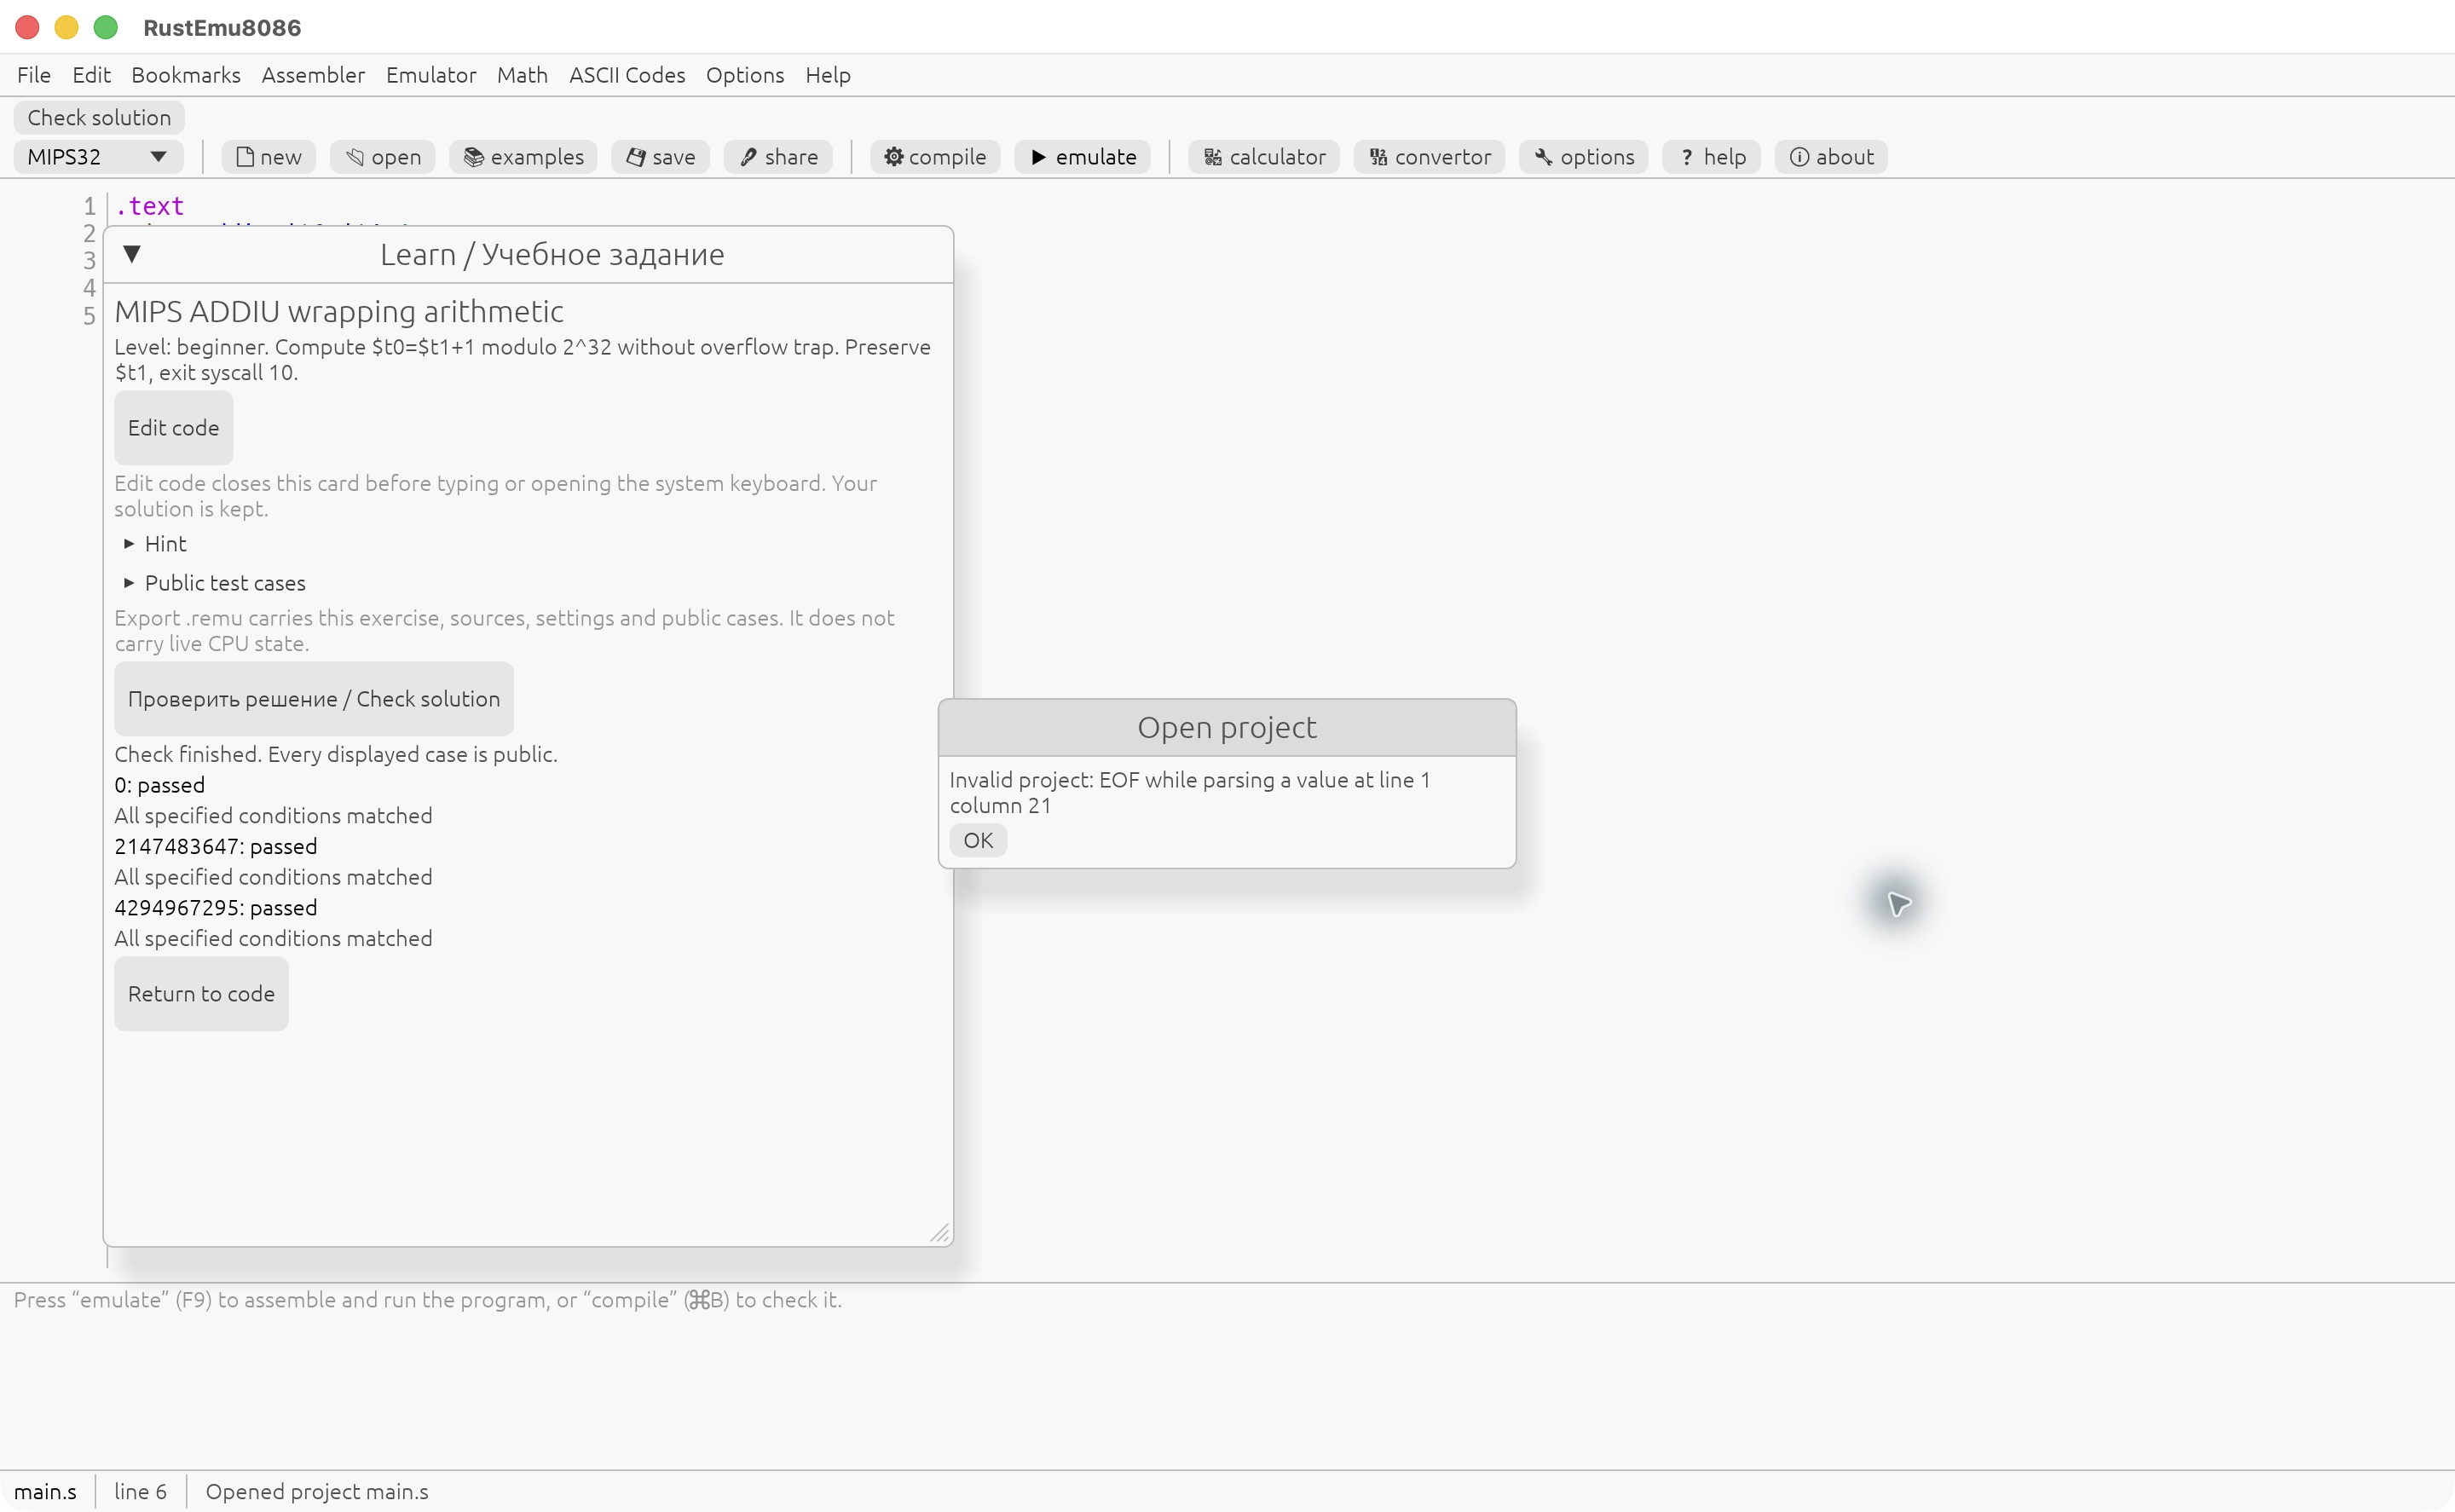 RustEmu8086
File Edit Bookmarks Assembler Emulator Math ASCII Codes Options Help
Check solution
MIPS32 new open examples save share compile emulate calculator convertor options ? help about
1 .text
2
3
4
5
Learn / Учебное задание
MIPS ADDIU wrapping arithmetic
Level: beginner. Compute $t0=$t1+1 modulo 2^32 without overflow trap. Preserve
$t1, exit syscall 10.
Edit code
Edit code closes this card before typing or opening the system keyboard. Your
solution is kept.
Hint
Public test cases
Export .remu carries this exercise, sources, settings and public cases. It does not
carry live CPU state.
Проверить решение / Check solution
Check finished. Every displayed case is public.
0: passed
All specified conditions matched
2147483647: passed
All specified conditions matched
4294967295: passed
All specified conditions matched
Return to code
Open project
Invalid project: EOF while parsing a value at line 1
column 21
OK
Press “emulate” (F9) to assemble and run the program, or “compile” (⌘B) to check it.
main.s line 6 Opened project main.s